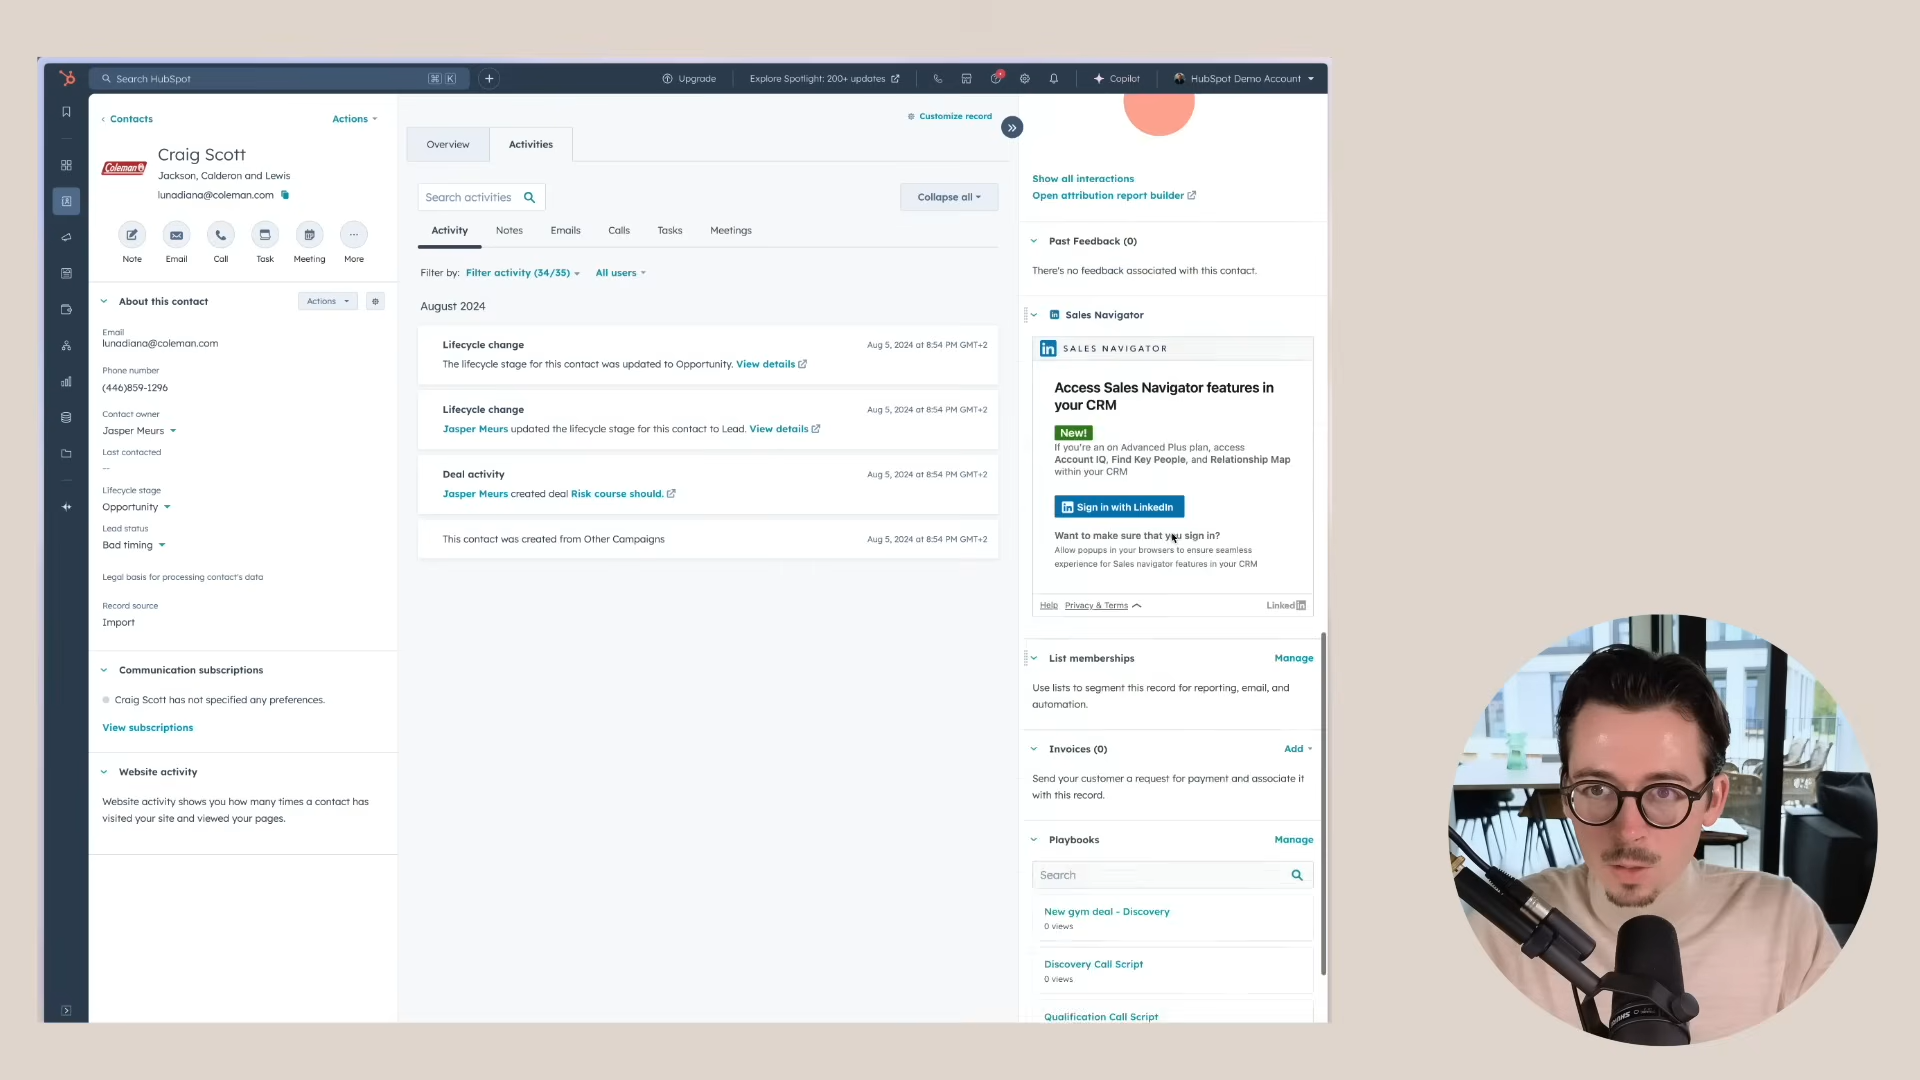 Search HubSpot
⌘ K
Upgrade
Explore Spotlight: 200+ updates
Copilot
HubSpot Demo Account
Contacts
Actions
Coleman
Craig Scott
Jackson, Calderon and Lewis
lunadiana@coleman.com
Note
Email
Call
Task
Meeting
More
About this contact
Actions
Email
lunadiana@coleman.com
Phone number
(446)859-1296
Contact owner
Jasper Meurs
Last contacted
--
Lifecycle stage
Opportunity
Lead status
Bad timing
Legal basis for processing contact's data
Record source
Import
Communication subscriptions
Craig Scott has not specified any preferences.
View subscriptions
Website activity
Website activity shows you how many times a contact has
visited your site and viewed your pages.
Customize record
Overview
Activities
Search activities
Collapse all
Activity
Notes
Emails
Calls
Tasks
Meetings
Filter by: Filter activity (34/35) All users
August 2024
Lifecycle change
Aug 5, 2024 at 8:54 PM GMT+2
The lifecycle stage for this contact was updated to Opportunity. View details
Lifecycle change
Aug 5, 2024 at 8:54 PM GMT+2
Jasper Meurs updated the lifecycle stage for this contact to Lead. View details
Deal activity
Aug 5, 2024 at 8:54 PM GMT+2
Jasper Meurs created deal Risk course should.
This contact was created from Other Campaigns
Aug 5, 2024 at 8:54 PM GMT+2
Show all interactions
Open attribution report builder
Past Feedback (0)
There's no feedback associated with this contact.
in Sales Navigator
in SALES NAVIGATOR
Access Sales Navigator features in
your CRM
New!
If you're an on Advanced Plus plan, access
Account IQ, Find Key People, and Relationship Map
within your CRM
in Sign in with LinkedIn
Want to make sure that you sign in?
Allow popups in your browsers to ensure seamless
experience for Sales navigator features in your CRM
Help Privacy & Terms
LinkedIn
List memberships
Manage
Use lists to segment this record for reporting, email, and
automation.
Invoices (0)
Add
Send your customer a request for payment and associate it
with this record.
Playbooks
Manage
Search
New gym deal - Discovery
0 views
Discovery Call Script
0 views
Qualification Call Script